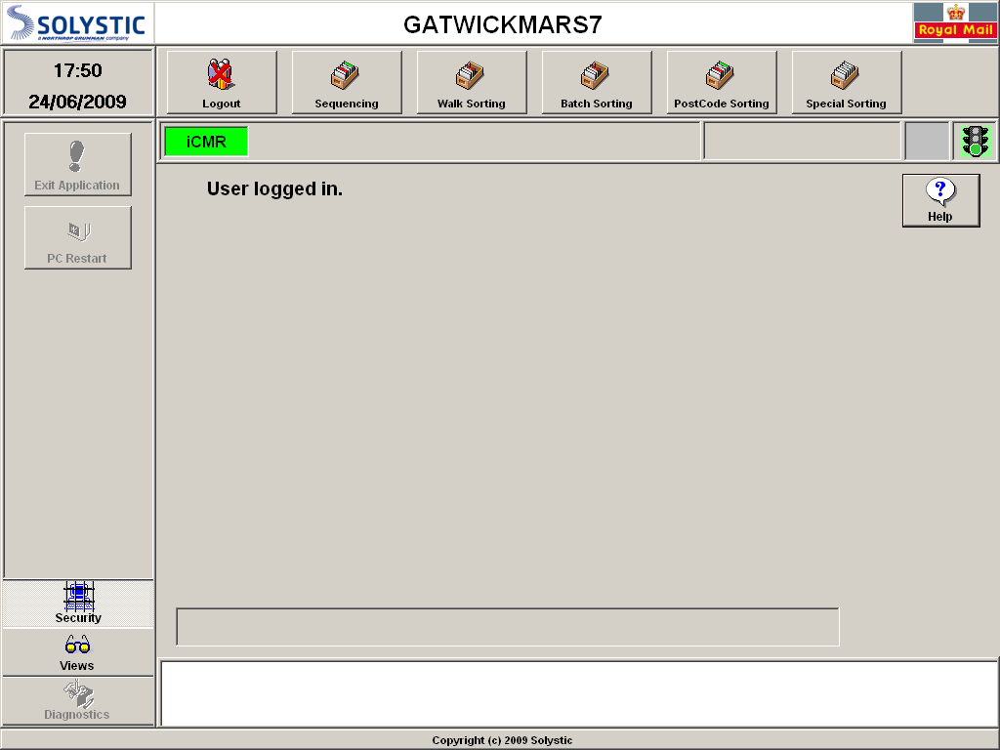 SOLYSTIC
a NORTHROP GRUMMAN company
GATWICKMARS7
Royal Mail
17:50
24/06/2009
Logout
Sequencing
Walk Sorting
Batch Sorting
PostCode Sorting
Special Sorting
Exit Application
PC Restart
iCMR
User logged in.
?
Help
Security
Views
Diagnostics
Copyright (c) 2009 Solystic